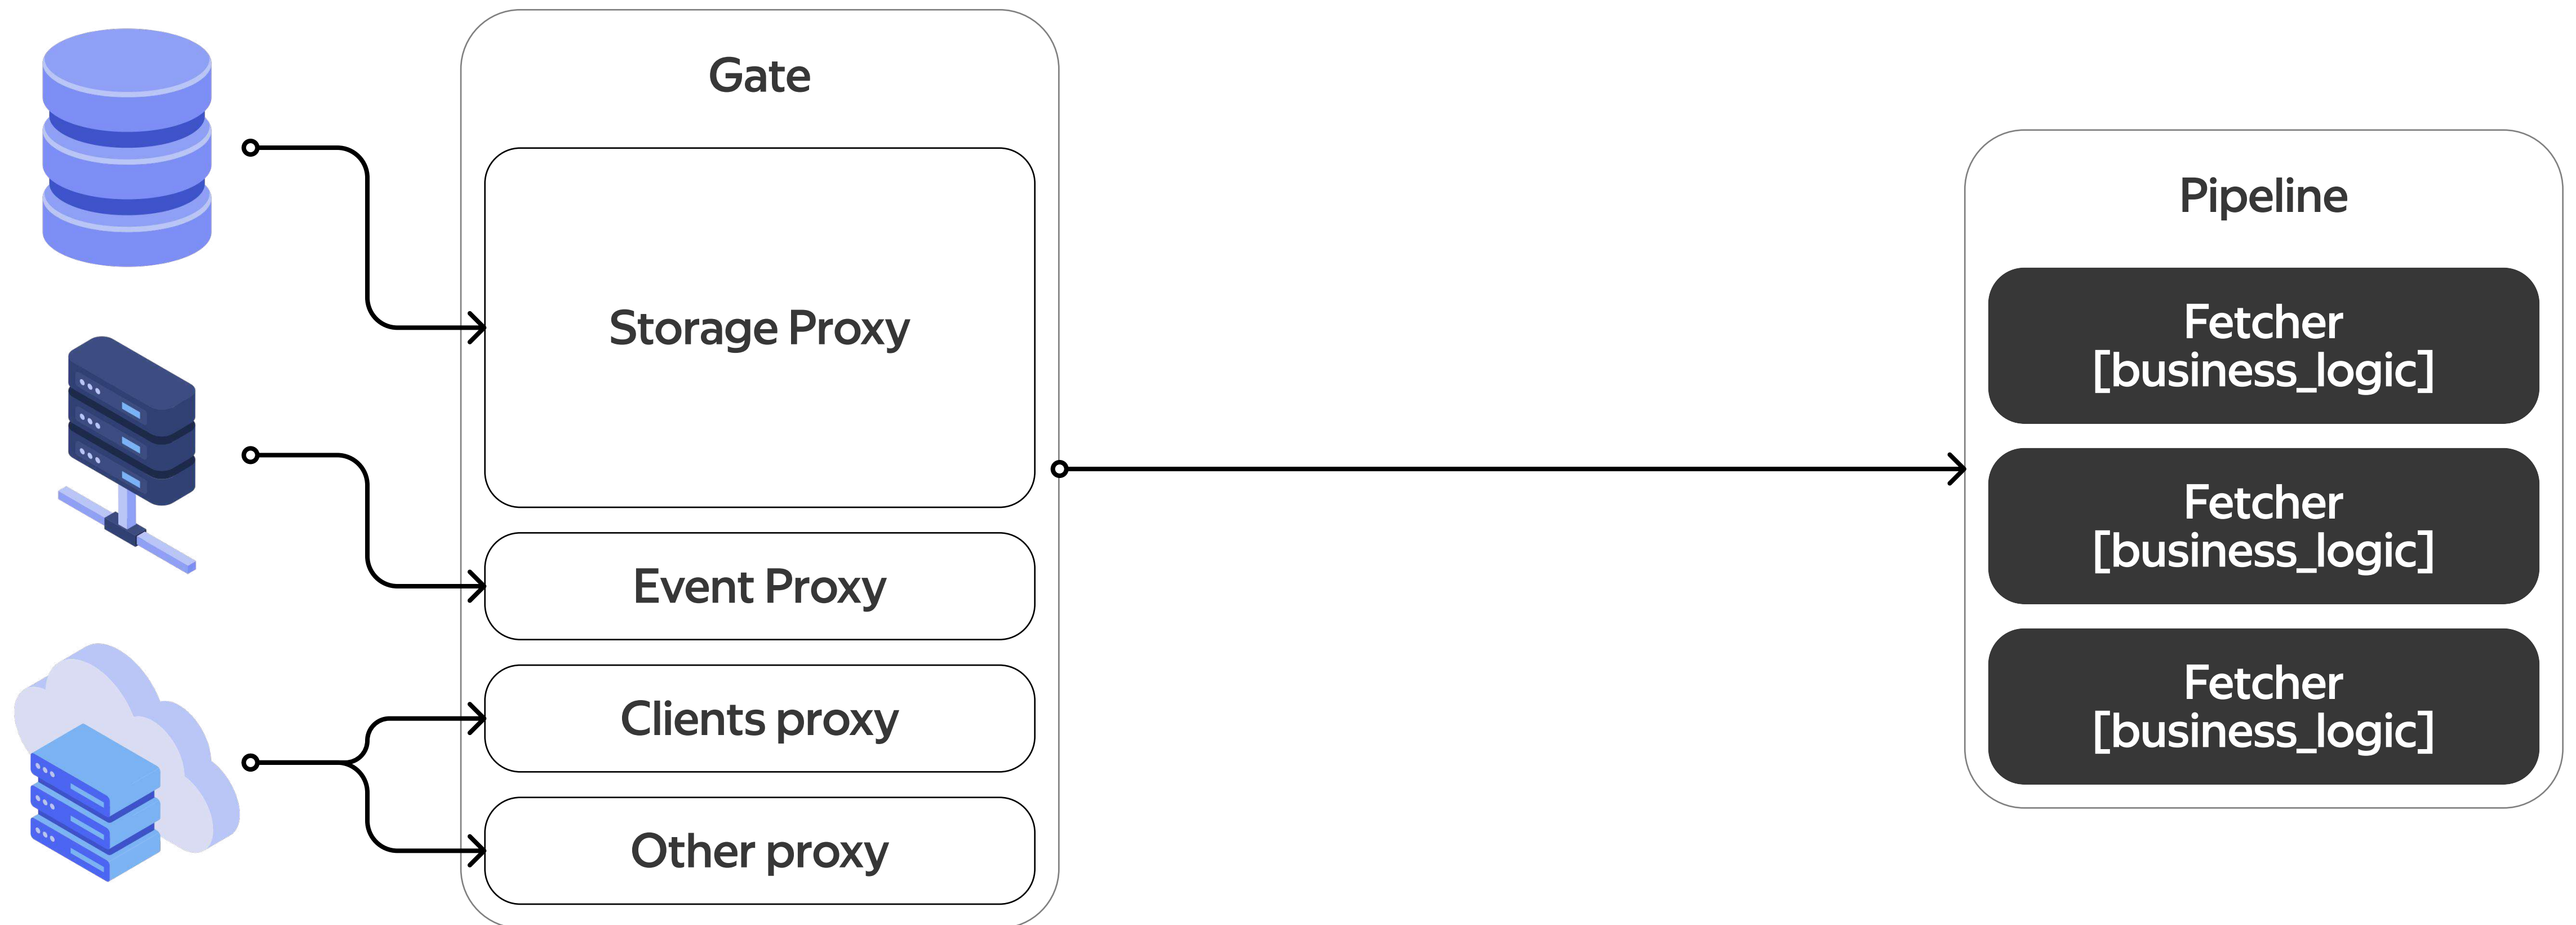 Gate
Storage Proxy
Event Proxy
Clients proxy
Other proxy
Pipeline
Fetcher
[business_logic]
Fetcher
[business_logic]
Fetcher
[business_logic]